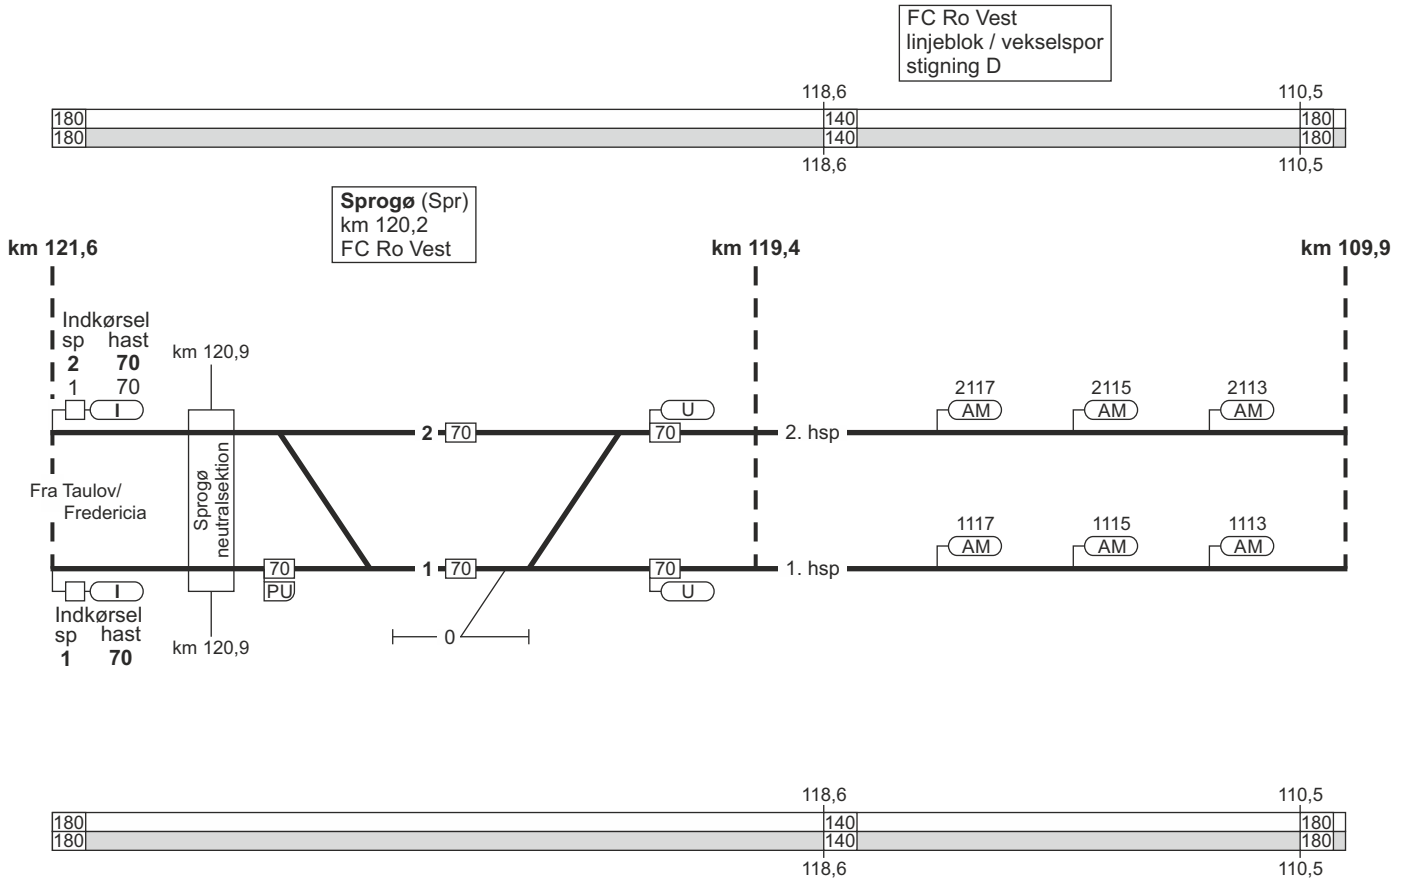 FC Ro Vest
linjeblok / vekselspor
stigning D
118,6
110,5
180
140
180
180
140
180
118,6
110,5
Sprogø (Spr)
km 120,2
FC Ro Vest
km 121,6
km 119,4
km 109,9
Indkørsel
sp hast
2 70
1 70
I
km 120,9
U
2117
AM
2115
AM
2113
AM
2
70
70
2. hsp
Fra Taulov/
Fredericia
Sprogø
neutralsektion
1117
AM
1115
AM
1113
AM
70
PU
1
70
70
1. hsp
I
U
Indkørsel
sp hast
1 70
km 120,9
0
118,6
110,5
180
140
180
180
140
180
118,6
110,5